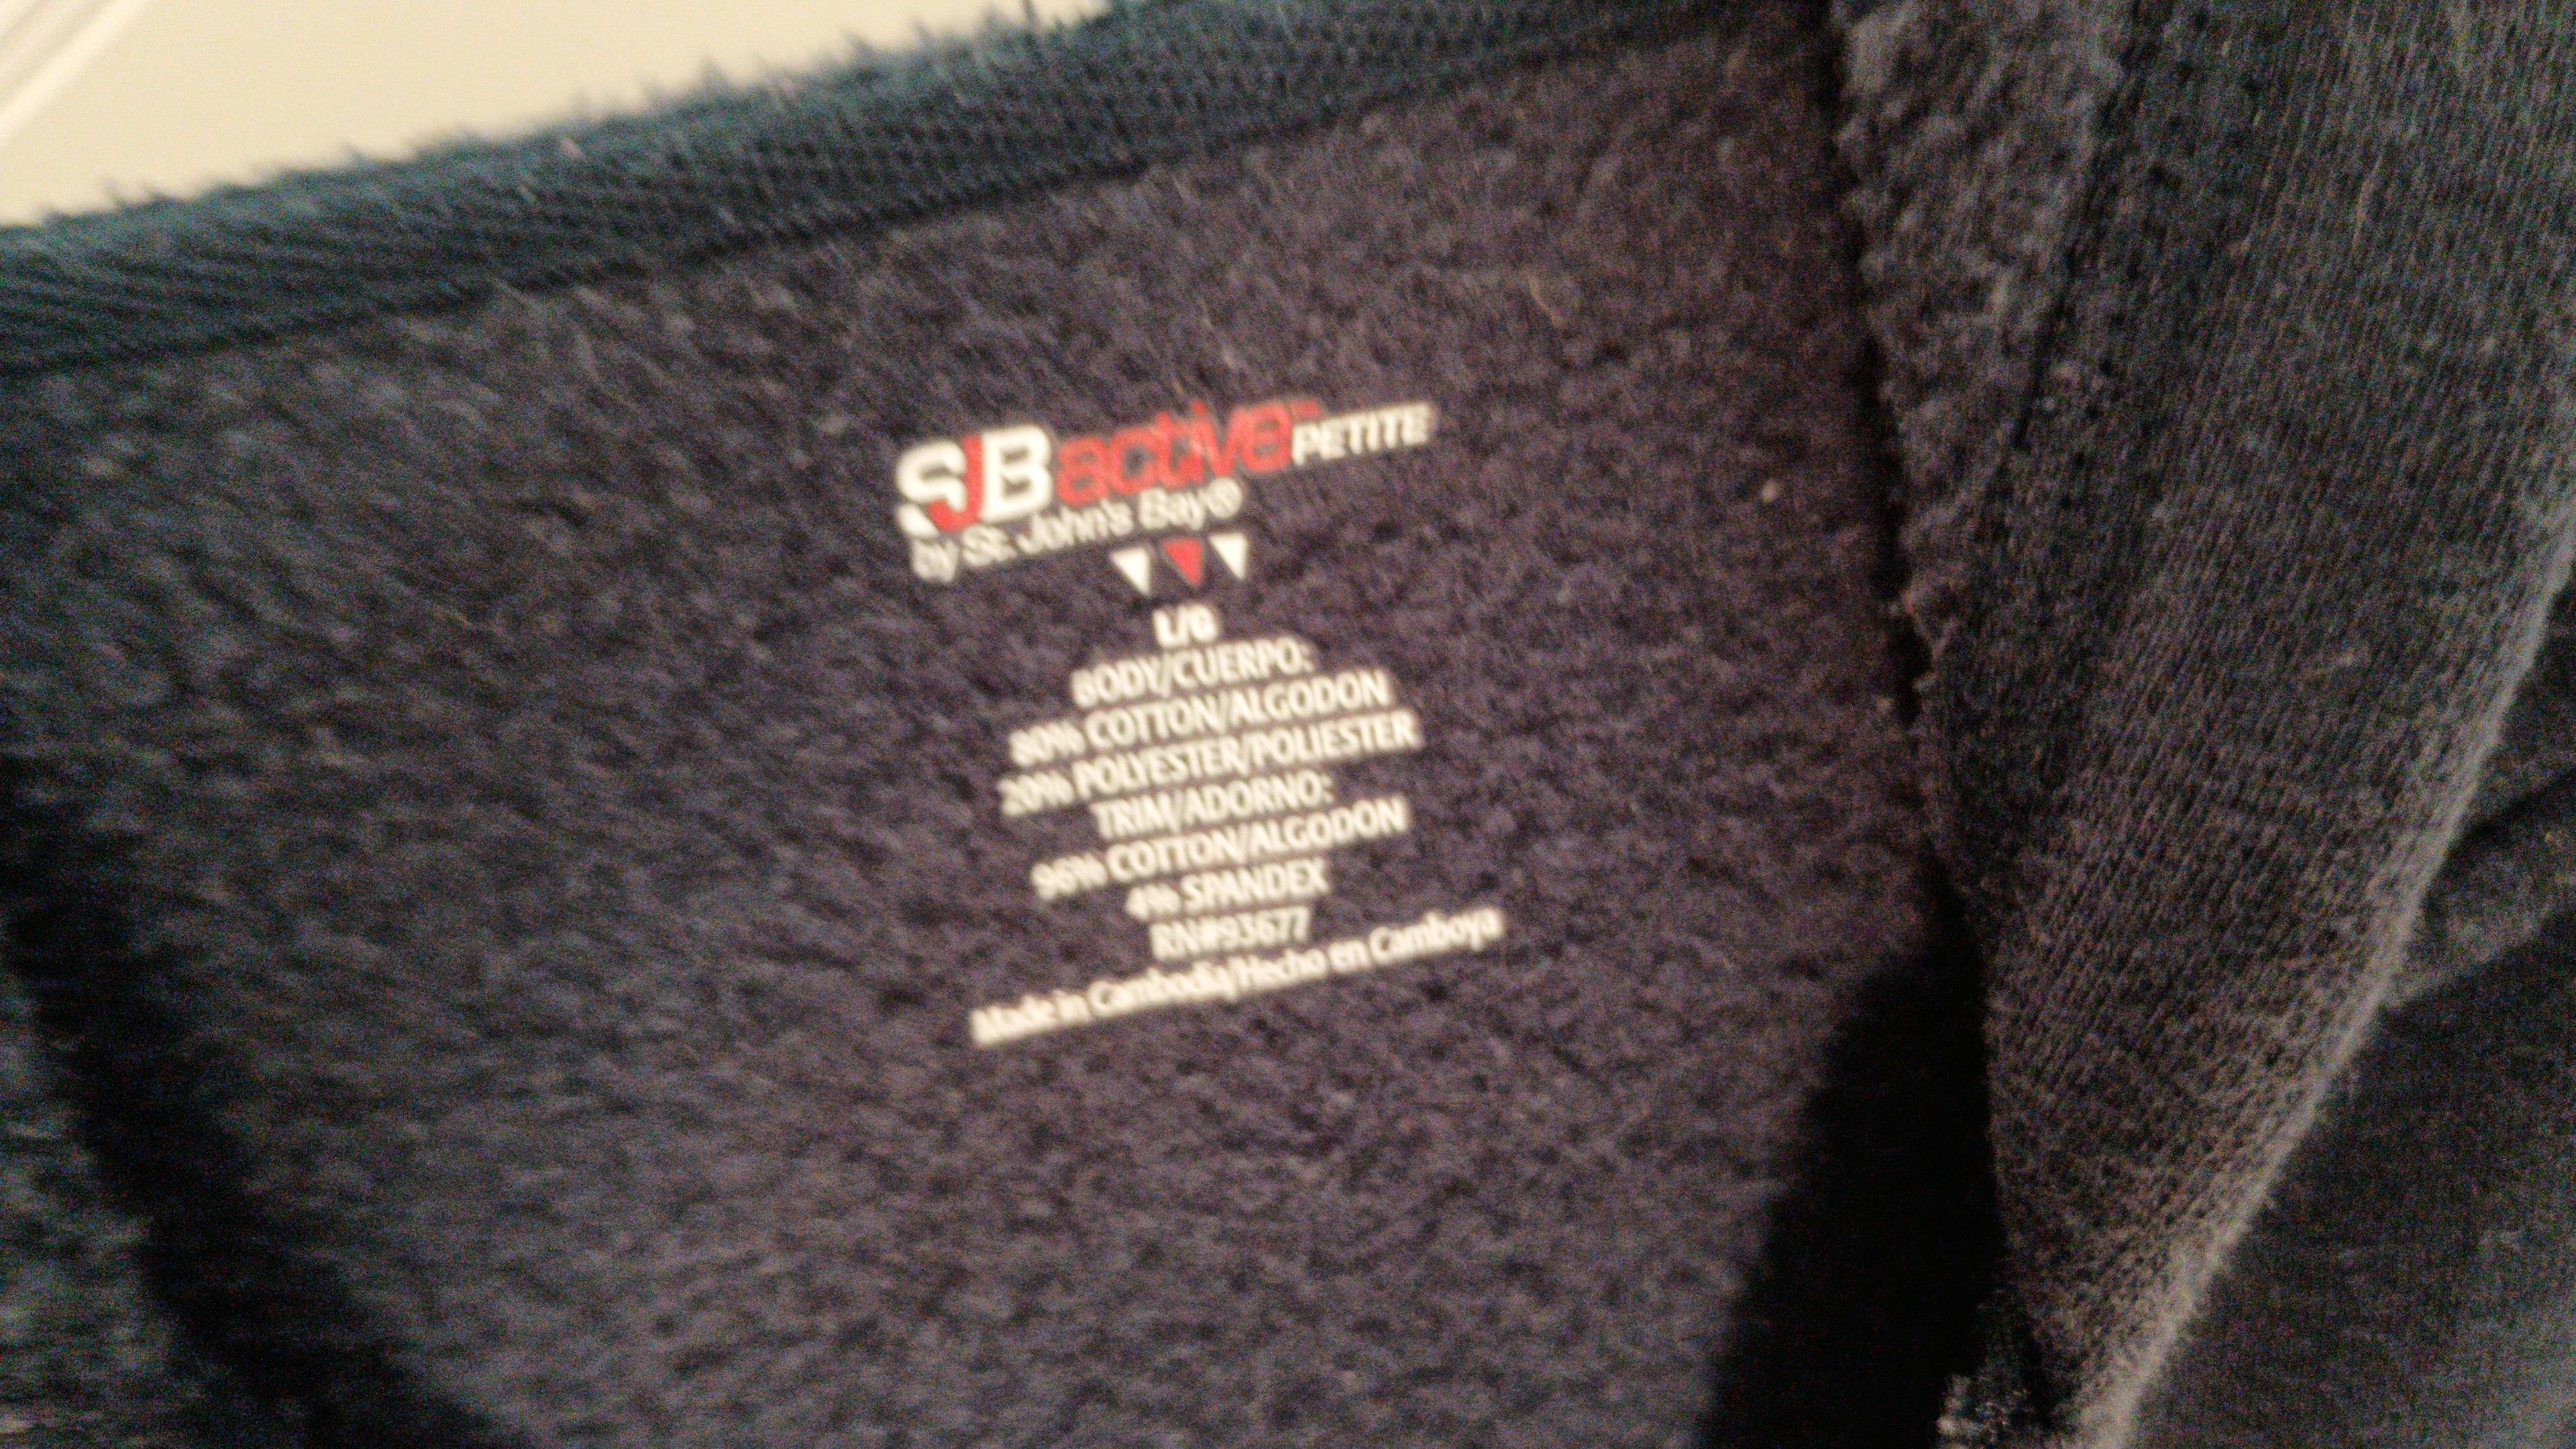 SJB active™ PETITE
by St. John's Bay®
L/G
BODY/CUERPO:
80% COTTON/ALGODON
20% POLYESTER/POLIESTER
TRIM/ADORNO:
96% COTTON/ALGODON
4% SPANDEX
RN#93677
Made in Cambodia/Hecho en Camboya